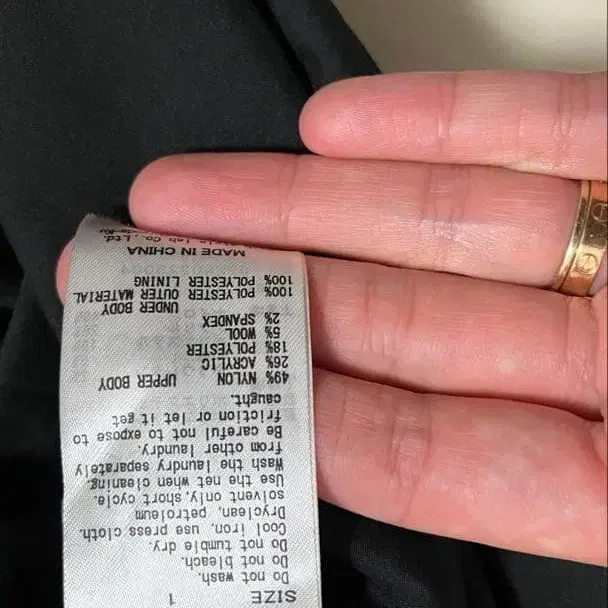 SIZE 1
Do not wash.
Do not bleach.
Do not tumble dry.
Cool iron, use press cloth.
Dryclean, petroleum
solvent only, short cycle.
Use the net when cleaning.
Wash the laundry separately
from other laundry.
Be careful not to expose to
friction or let it get
caught.
49% NYLON UPPER BODY
26% ACRYLIC
18% POLYESTER
5% WOOL
2% SPANDEX
UNDER BODY
100% POLYESTER OUTER MATERIAL
100% POLYESTER LINING
MADE IN CHINA
Co., Ltd.